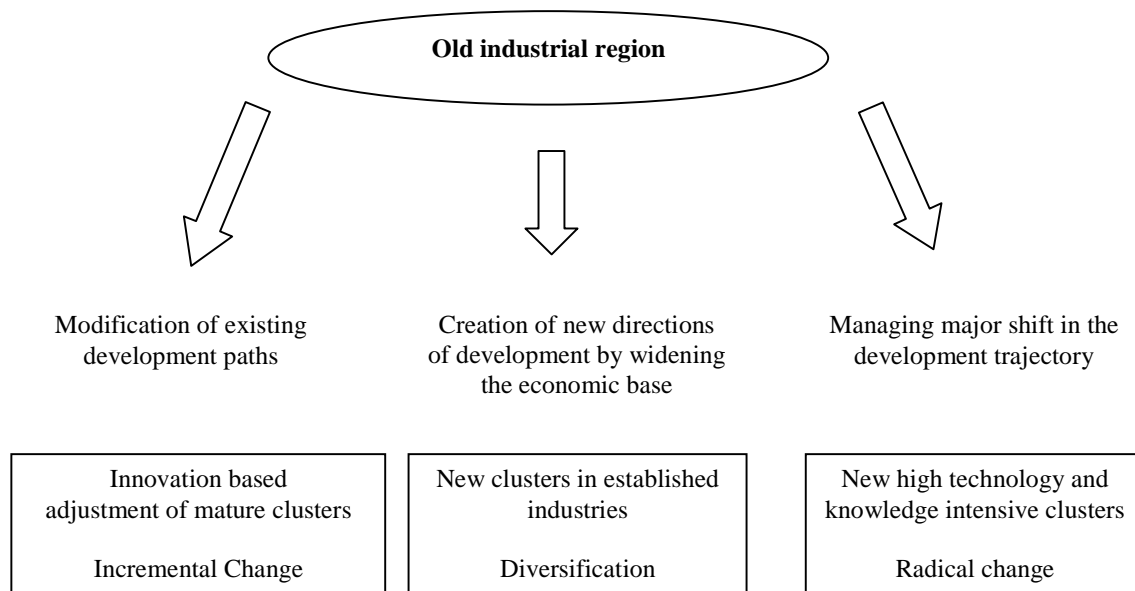 Old industrial region
Modification of existing
development paths
Creation of new directions
of development by widening
the economic base
Managing major shift in the
development trajectory
Innovation based
adjustment of mature clusters
Incremental Change
New clusters in established
industries
Diversification
New high technology and
knowledge intensive clusters
Radical change